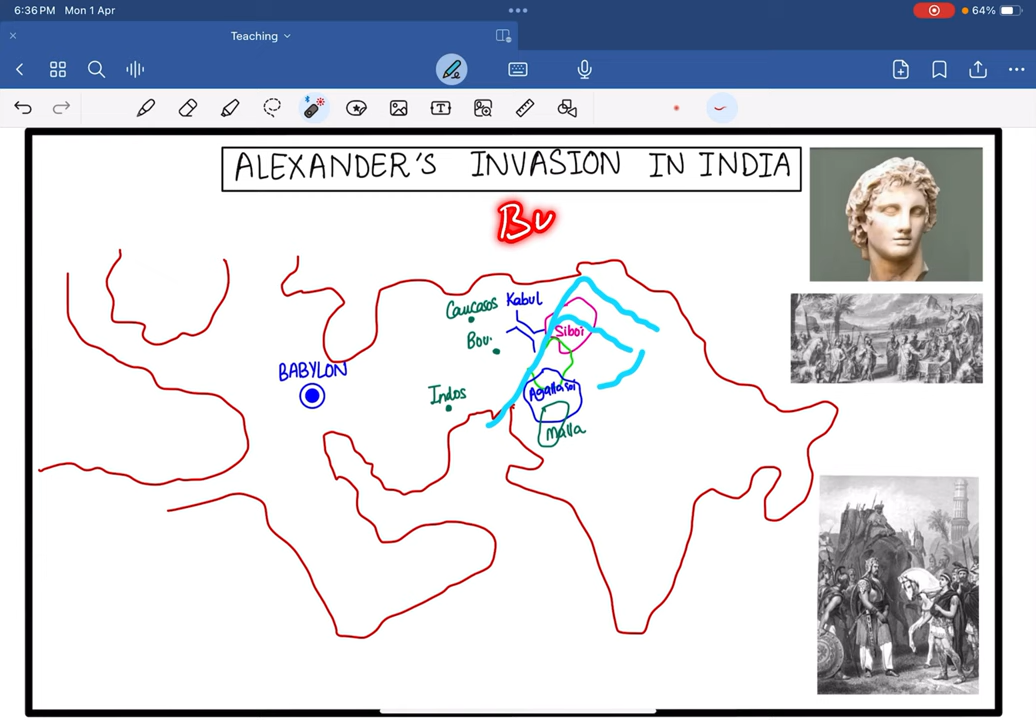 6:36 PM Mon 1 Apr
64%
Teaching
T
ALEXANDER'S INVASION IN INDIA
Bu
Caucasos
Kabul
Bou.
Siboi
BABYLON
Indos
Agallasoi
Malla